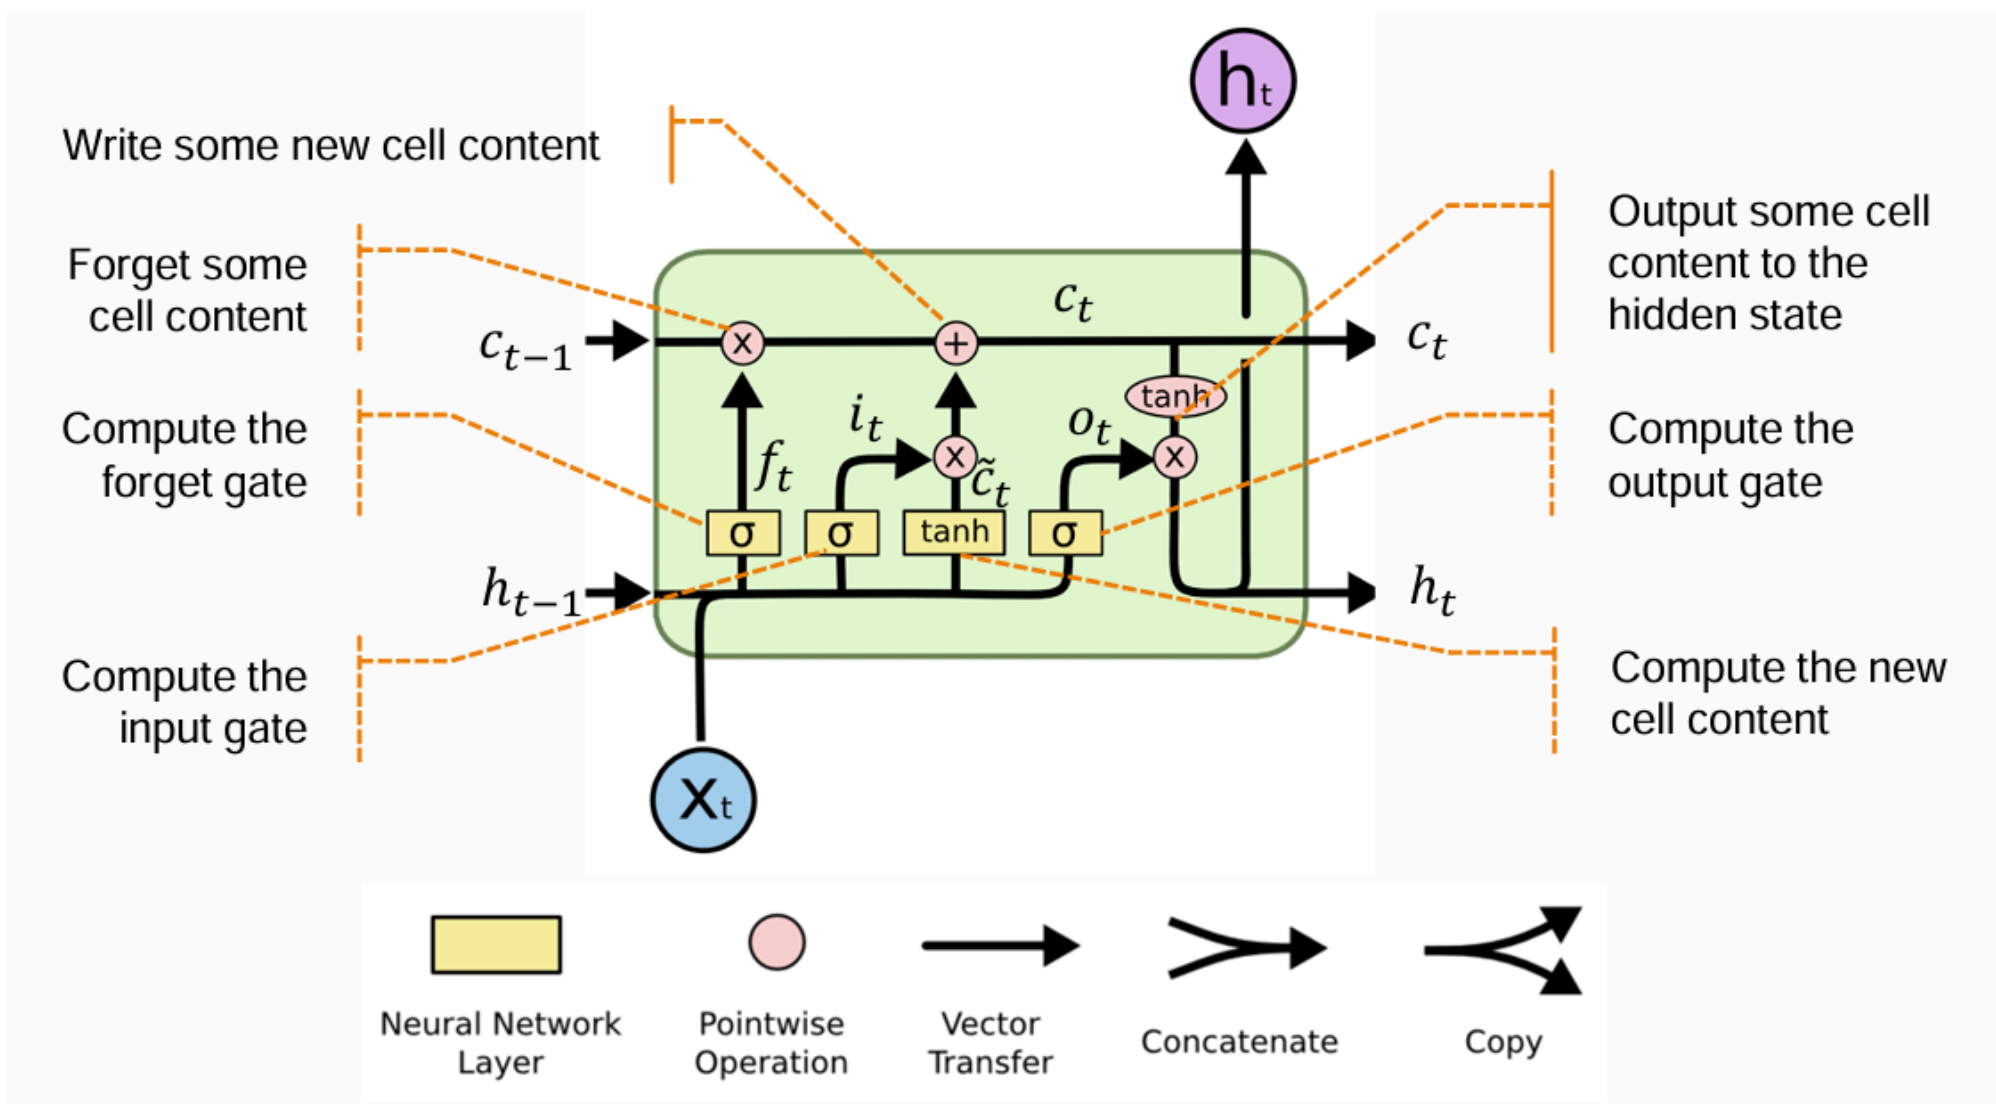 hₜ
Write some new cell content
Forget some
cell content
Output some cell
content to the
hidden state
cₜ
cₜ₋₁
x
+
cₜ
tanh
Compute the
forget gate
fₜ
iₜ
x
c̃ₜ
oₜ
x
Compute the
output gate
σ
σ
tanh
σ
hₜ₋₁
hₜ
Compute the
input gate
Compute the new
cell content
xₜ
Neural Network
Layer
Pointwise
Operation
Vector
Transfer
Concatenate
Copy